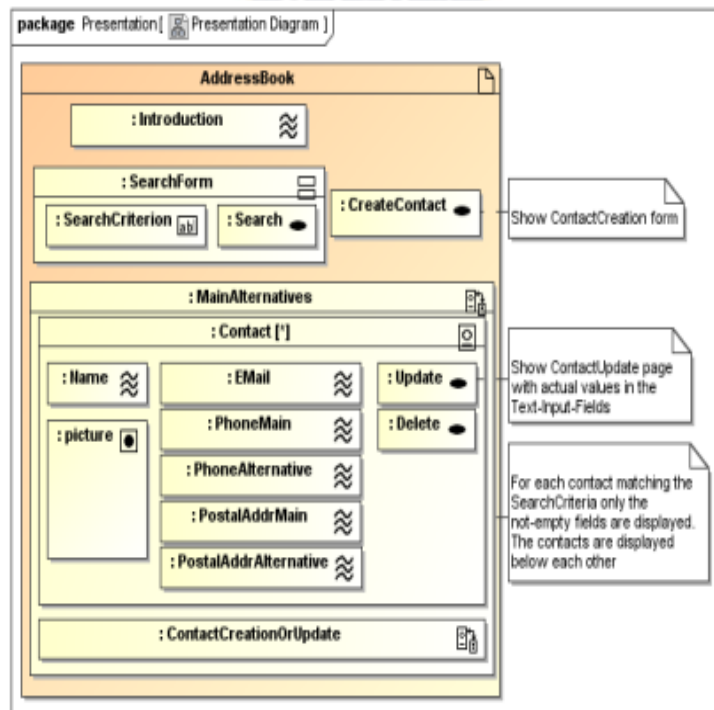 package Presentation[ Presentation Diagram ]
AddressBook
: Introduction
: SearchForm
: SearchCriterion ab
: Search
: CreateContact
Show ContactCreation form
: MainAlternatives
: Contact [*]
: Name
: EMail
: Update
Show ContactUpdate page
with actual values in the
Text-Input-Fields
: picture
: PhoneMain
: Delete
: PhoneAlternative
: PostalAddrMain
: PostalAddrAlternative
For each contact matching the
SearchCriteria only the
not-empty fields are displayed.
The contacts are displayed
below each other
: ContactCreationOrUpdate